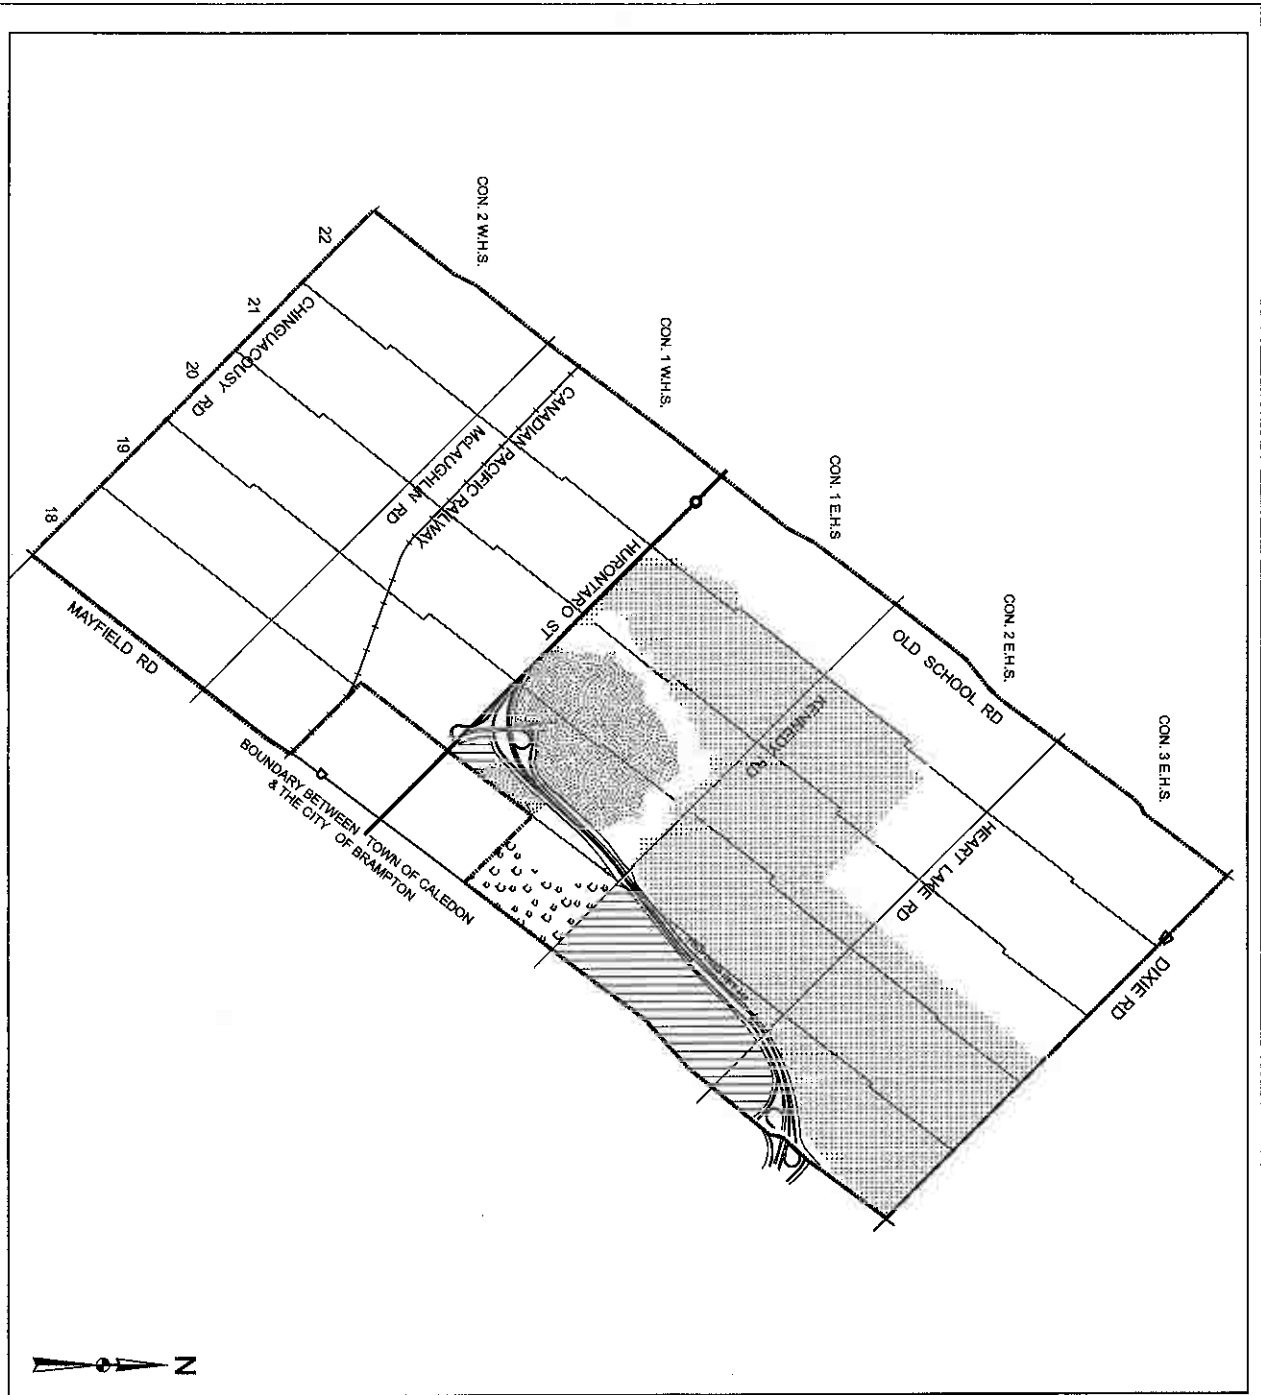 CON. 2 W.H.S.
CON. 1 W.H.S.
CON. 1 E.H.S
CON. 2 E.H.S.
CON. 3 E.H.S.
22
21
20
19
18
CHINGUACOUSY RD
McLAUGHLIN RD
CANADIAN PACIFIC RAILWAY
HURONTARIO ST
KENNEDY RD
HEART LAKE RD
OLD SCHOOL RD
DIXIE RD
MAYFIELD RD
BOUNDARY BETWEEN TOWN OF CALEDON
& THE CITY OF BRAMPTON
N